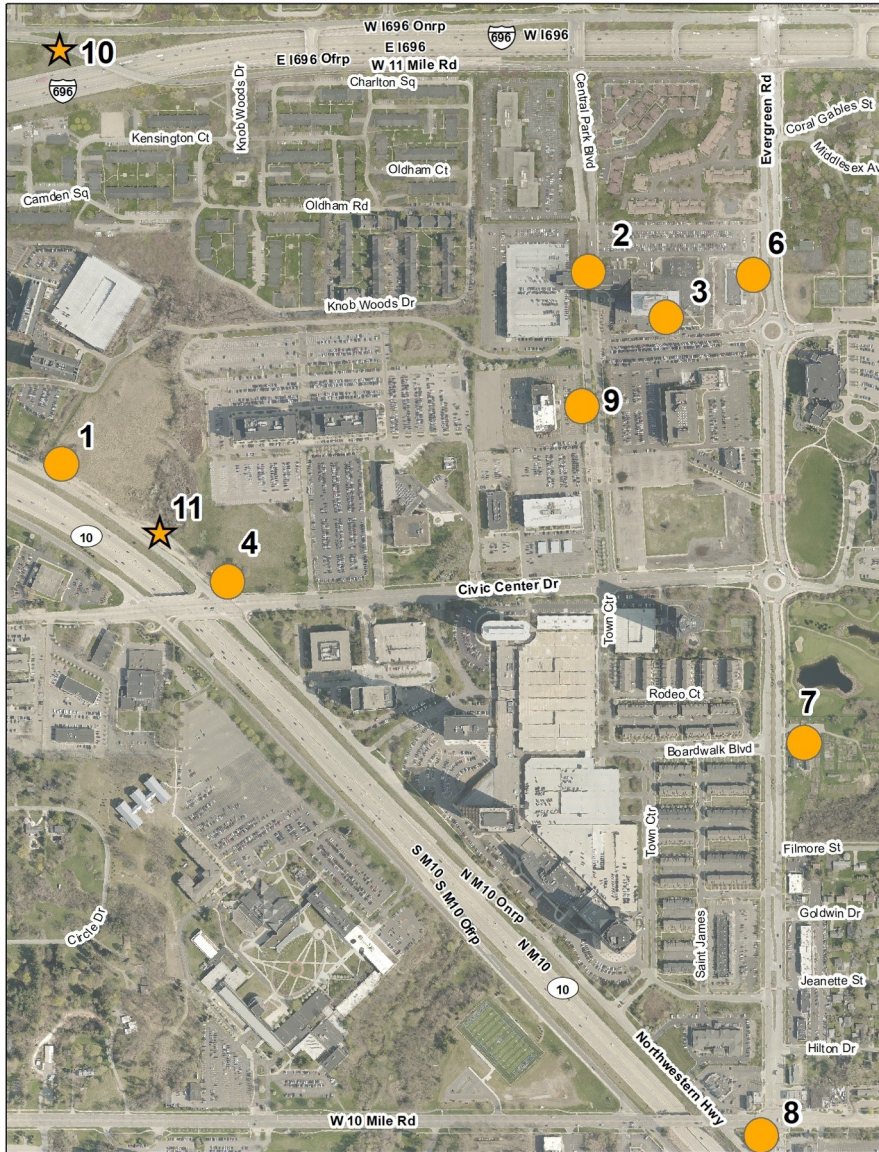 W I696 Onrp
10
E I696
696
W I696
E I696 Ofrp
W 11 Mile Rd
696
Charlton Sq
Knob Woods Dr
Central Park Blvd
Evergreen Rd
Coral Gables St
Kensington Ct
Middlesex Av
Oldham Ct
Camden Sq
Oldham Rd
2
6
Knob Woods Dr
3
9
1
11
10
4
Civic Center Dr
Town Ctr
Rodeo Ct
7
Boardwalk Blvd
Town Ctr
Filmore St
S M10
S M10 Ofrp
N M10 Onrp
Goldwin Dr
Circle Dr
Saint James
N M10
Jeanette St
10
Hilton Dr
Northwestern Hwy
W 10 Mile Rd
8